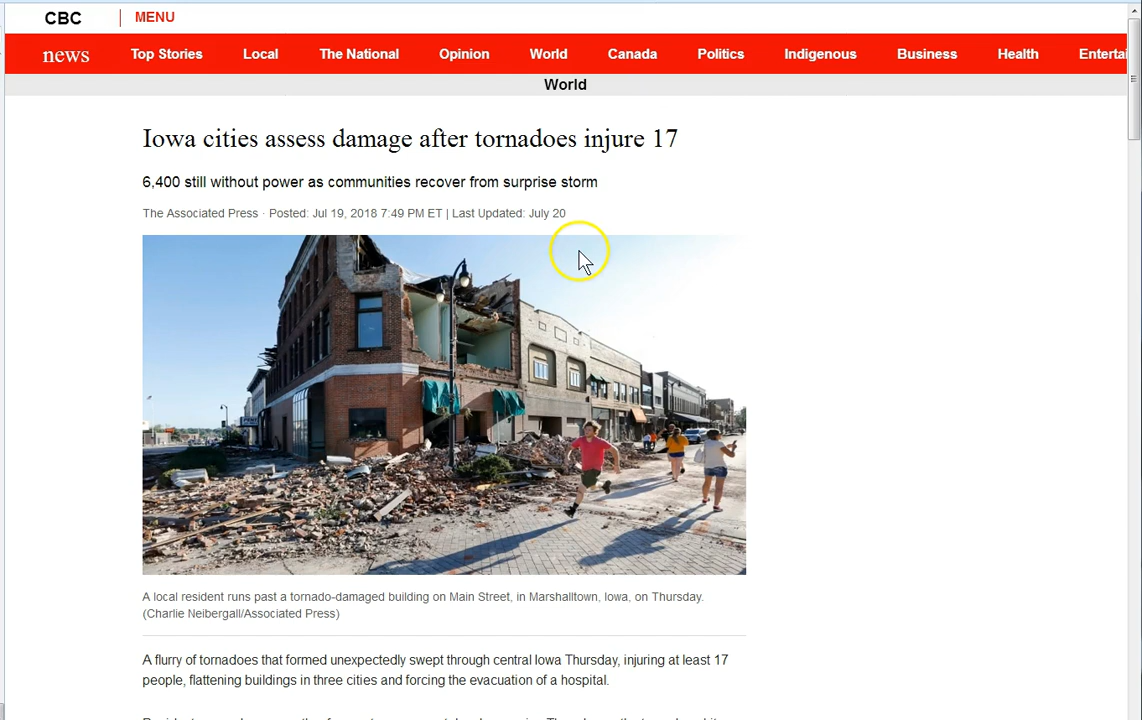 CBC | MENU
news Top Stories Local The National Opinion World Canada Politics Indigenous Business Health Entertai
World
Iowa cities assess damage after tornadoes injure 17
6,400 still without power as communities recover from surprise storm
The Associated Press · Posted: Jul 19, 2018 7:49 PM ET | Last Updated: July 20
A local resident runs past a tornado-damaged building on Main Street, in Marshalltown, Iowa, on Thursday.
(Charlie Neibergall/Associated Press)
A flurry of tornadoes that formed unexpectedly swept through central Iowa Thursday, injuring at least 17
people, flattening buildings in three cities and forcing the evacuation of a hospital.